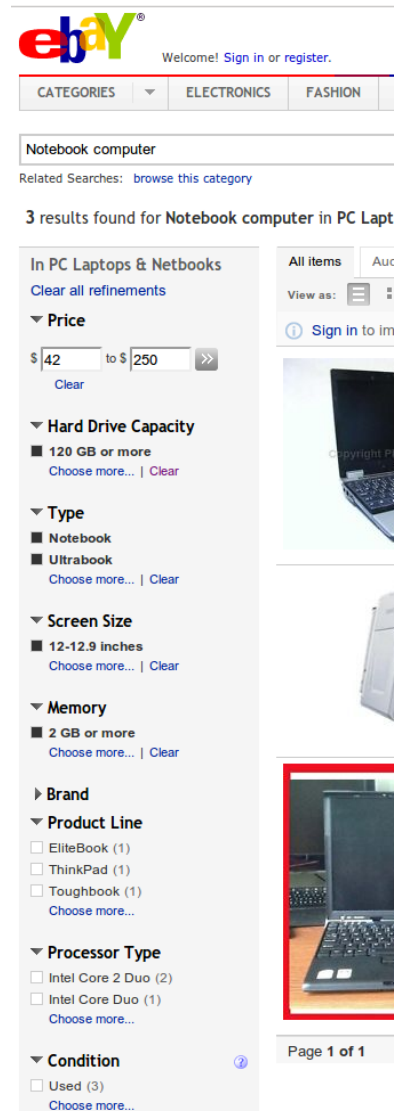 ebaY®
Welcome! Sign in or register.
CATEGORIES ELECTRONICS FASHION
Notebook computer
Related Searches: browse this category
3 results found for Notebook computer in PC Lapt
In PC Laptops & Netbooks
Clear all refinements
Price
$ 42 to $ 250 >>
Clear
Hard Drive Capacity
120 GB or more
Choose more... | Clear
Type
Notebook
Ultrabook
Choose more... | Clear
Screen Size
12-12.9 inches
Choose more... | Clear
Memory
2 GB or more
Choose more... | Clear
Brand
Product Line
EliteBook (1)
ThinkPad (1)
Toughbook (1)
Choose more...
Processor Type
Intel Core 2 Duo (2)
Intel Core Duo (1)
Choose more...
Condition ?
Used (3)
Choose more...
All items Auc
View as:
Sign in to im
Copyright P
Page 1 of 1